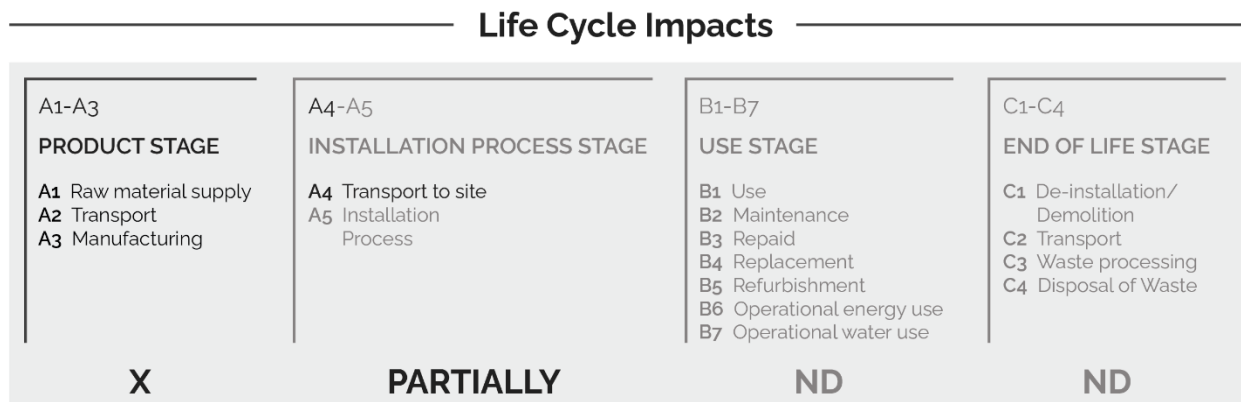 Life Cycle Impacts
A1-A3
PRODUCT STAGE
A1 Raw material supply
A2 Transport
A3 Manufacturing
X
A4-A5
INSTALLATION PROCESS STAGE
A4 Transport to site
A5 Installation
Process
PARTIALLY
B1-B7
USE STAGE
B1 Use
B2 Maintenance
B3 Repaid
B4 Replacement
B5 Refurbishment
B6 Operational energy use
B7 Operational water use
ND
C1-C4
END OF LIFE STAGE
C1 De-installation/
Demolition
C2 Transport
C3 Waste processing
C4 Disposal of Waste
ND